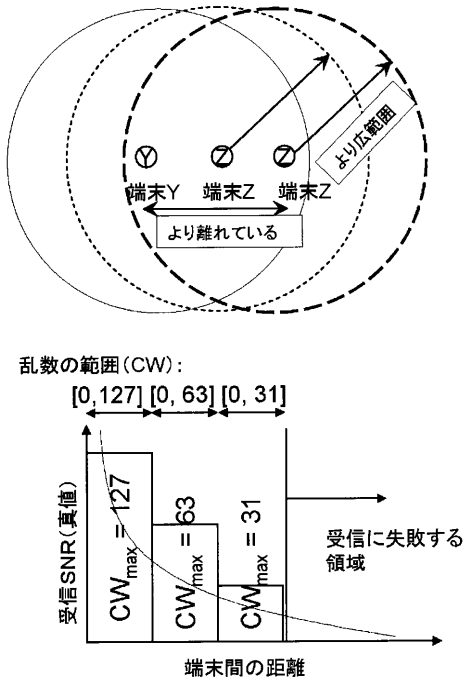 より広範囲
Y Z Z
端末Y 端末Z 端末Z
より離れている
乱数の範囲(CW):
[0,127] [0, 63] [0, 31]
受信SNR(真値)
CWmax = 127
CWmax = 63
CWmax = 31
受信に失敗する
領域
端末間の距離